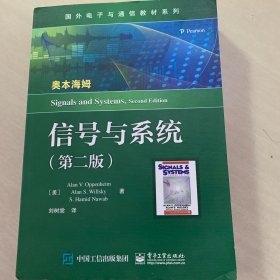 国外电子与通信教材系列
Pearson
奥本海姆
Signals and Systems, Second Edition
信号与系统
（第二版）
Alan V. Oppenheim
[美] Alan S. Willsky 著
S. Hamid Nawab
刘树棠 译
SIGNALS &
SYSTEMS
中国工信出版集团
电子工业出版社